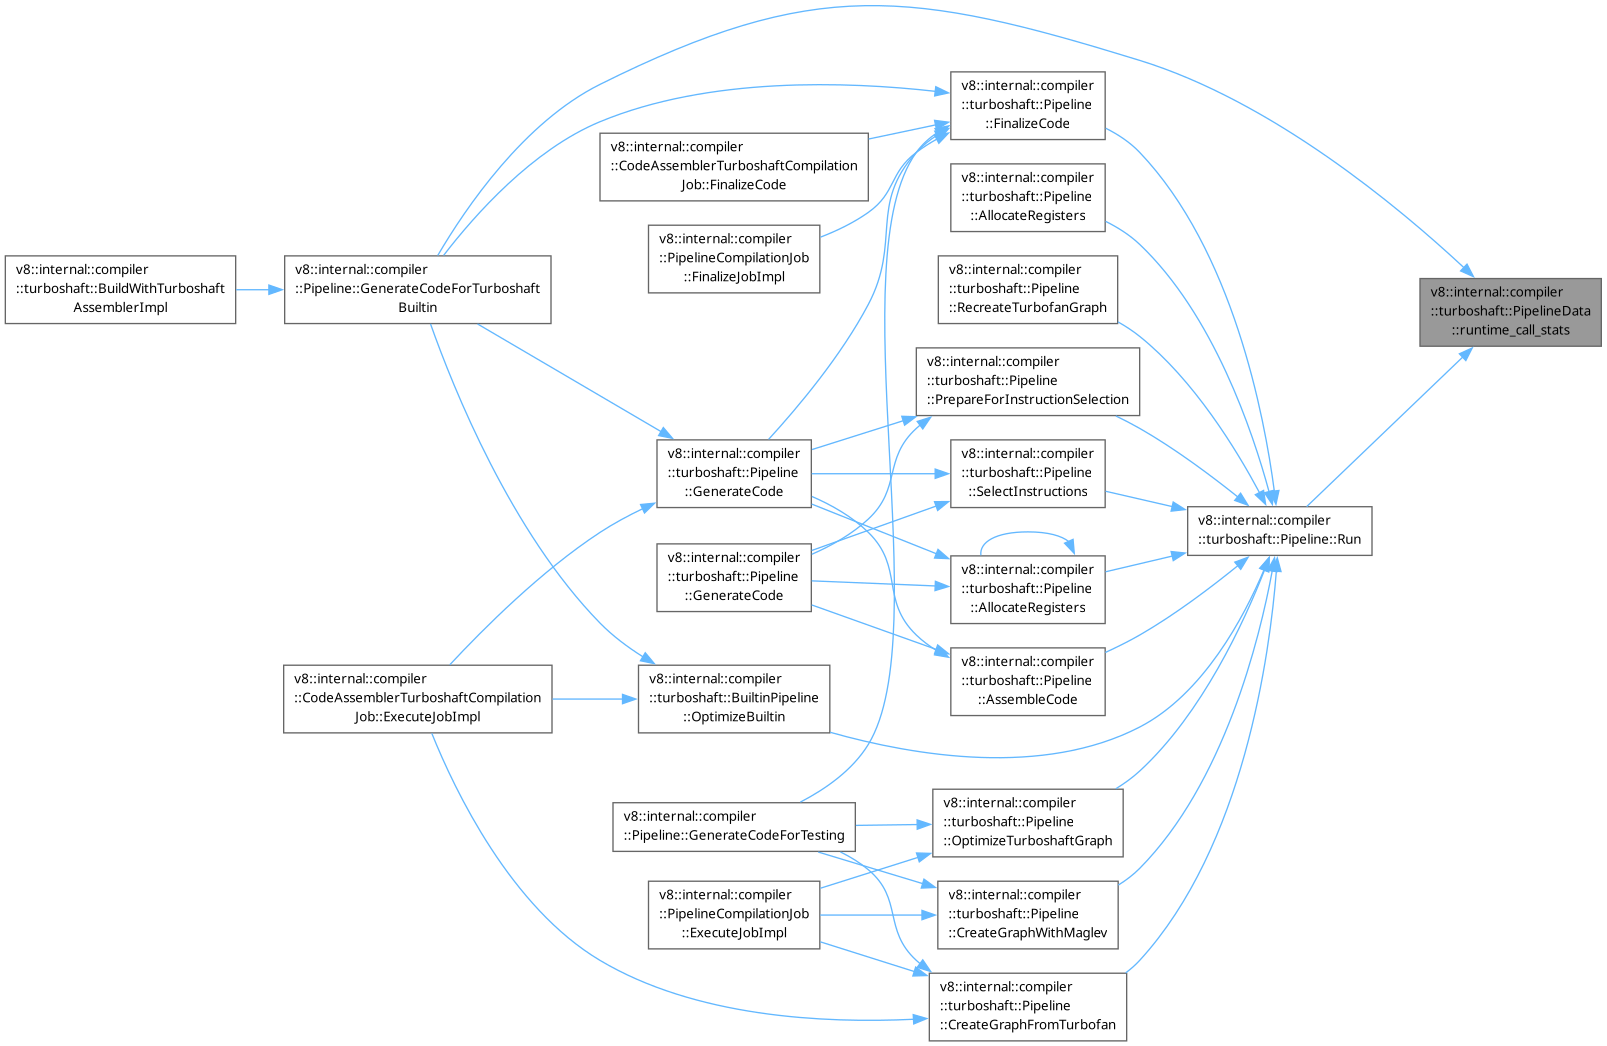 v8::internal::compiler
::turboshaft::BuildWithTurboshaft
AssemblerImpl
v8::internal::compiler
::Pipeline::GenerateCodeForTurboshaft
Builtin
v8::internal::compiler
::CodeAssemblerTurboshaftCompilation
Job::ExecuteJobImpl
v8::internal::compiler
::CodeAssemblerTurboshaftCompilation
Job::FinalizeCode
v8::internal::compiler
::PipelineCompilationJob
::FinalizeJobImpl
v8::internal::compiler
::turboshaft::Pipeline
::GenerateCode
v8::internal::compiler
::turboshaft::Pipeline
::GenerateCode
v8::internal::compiler
::turboshaft::BuiltinPipeline
::OptimizeBuiltin
v8::internal::compiler
::Pipeline::GenerateCodeForTesting
v8::internal::compiler
::PipelineCompilationJob
::ExecuteJobImpl
v8::internal::compiler
::turboshaft::Pipeline
::FinalizeCode
v8::internal::compiler
::turboshaft::Pipeline
::AllocateRegisters
v8::internal::compiler
::turboshaft::Pipeline
::RecreateTurbofanGraph
v8::internal::compiler
::turboshaft::Pipeline
::PrepareForInstructionSelection
v8::internal::compiler
::turboshaft::Pipeline
::SelectInstructions
v8::internal::compiler
::turboshaft::Pipeline
::AllocateRegisters
v8::internal::compiler
::turboshaft::Pipeline
::AssembleCode
v8::internal::compiler
::turboshaft::Pipeline
::OptimizeTurboshaftGraph
v8::internal::compiler
::turboshaft::Pipeline
::CreateGraphWithMaglev
v8::internal::compiler
::turboshaft::Pipeline
::CreateGraphFromTurbofan
v8::internal::compiler
::turboshaft::Pipeline::Run
v8::internal::compiler
::turboshaft::PipelineData
::runtime_call_stats